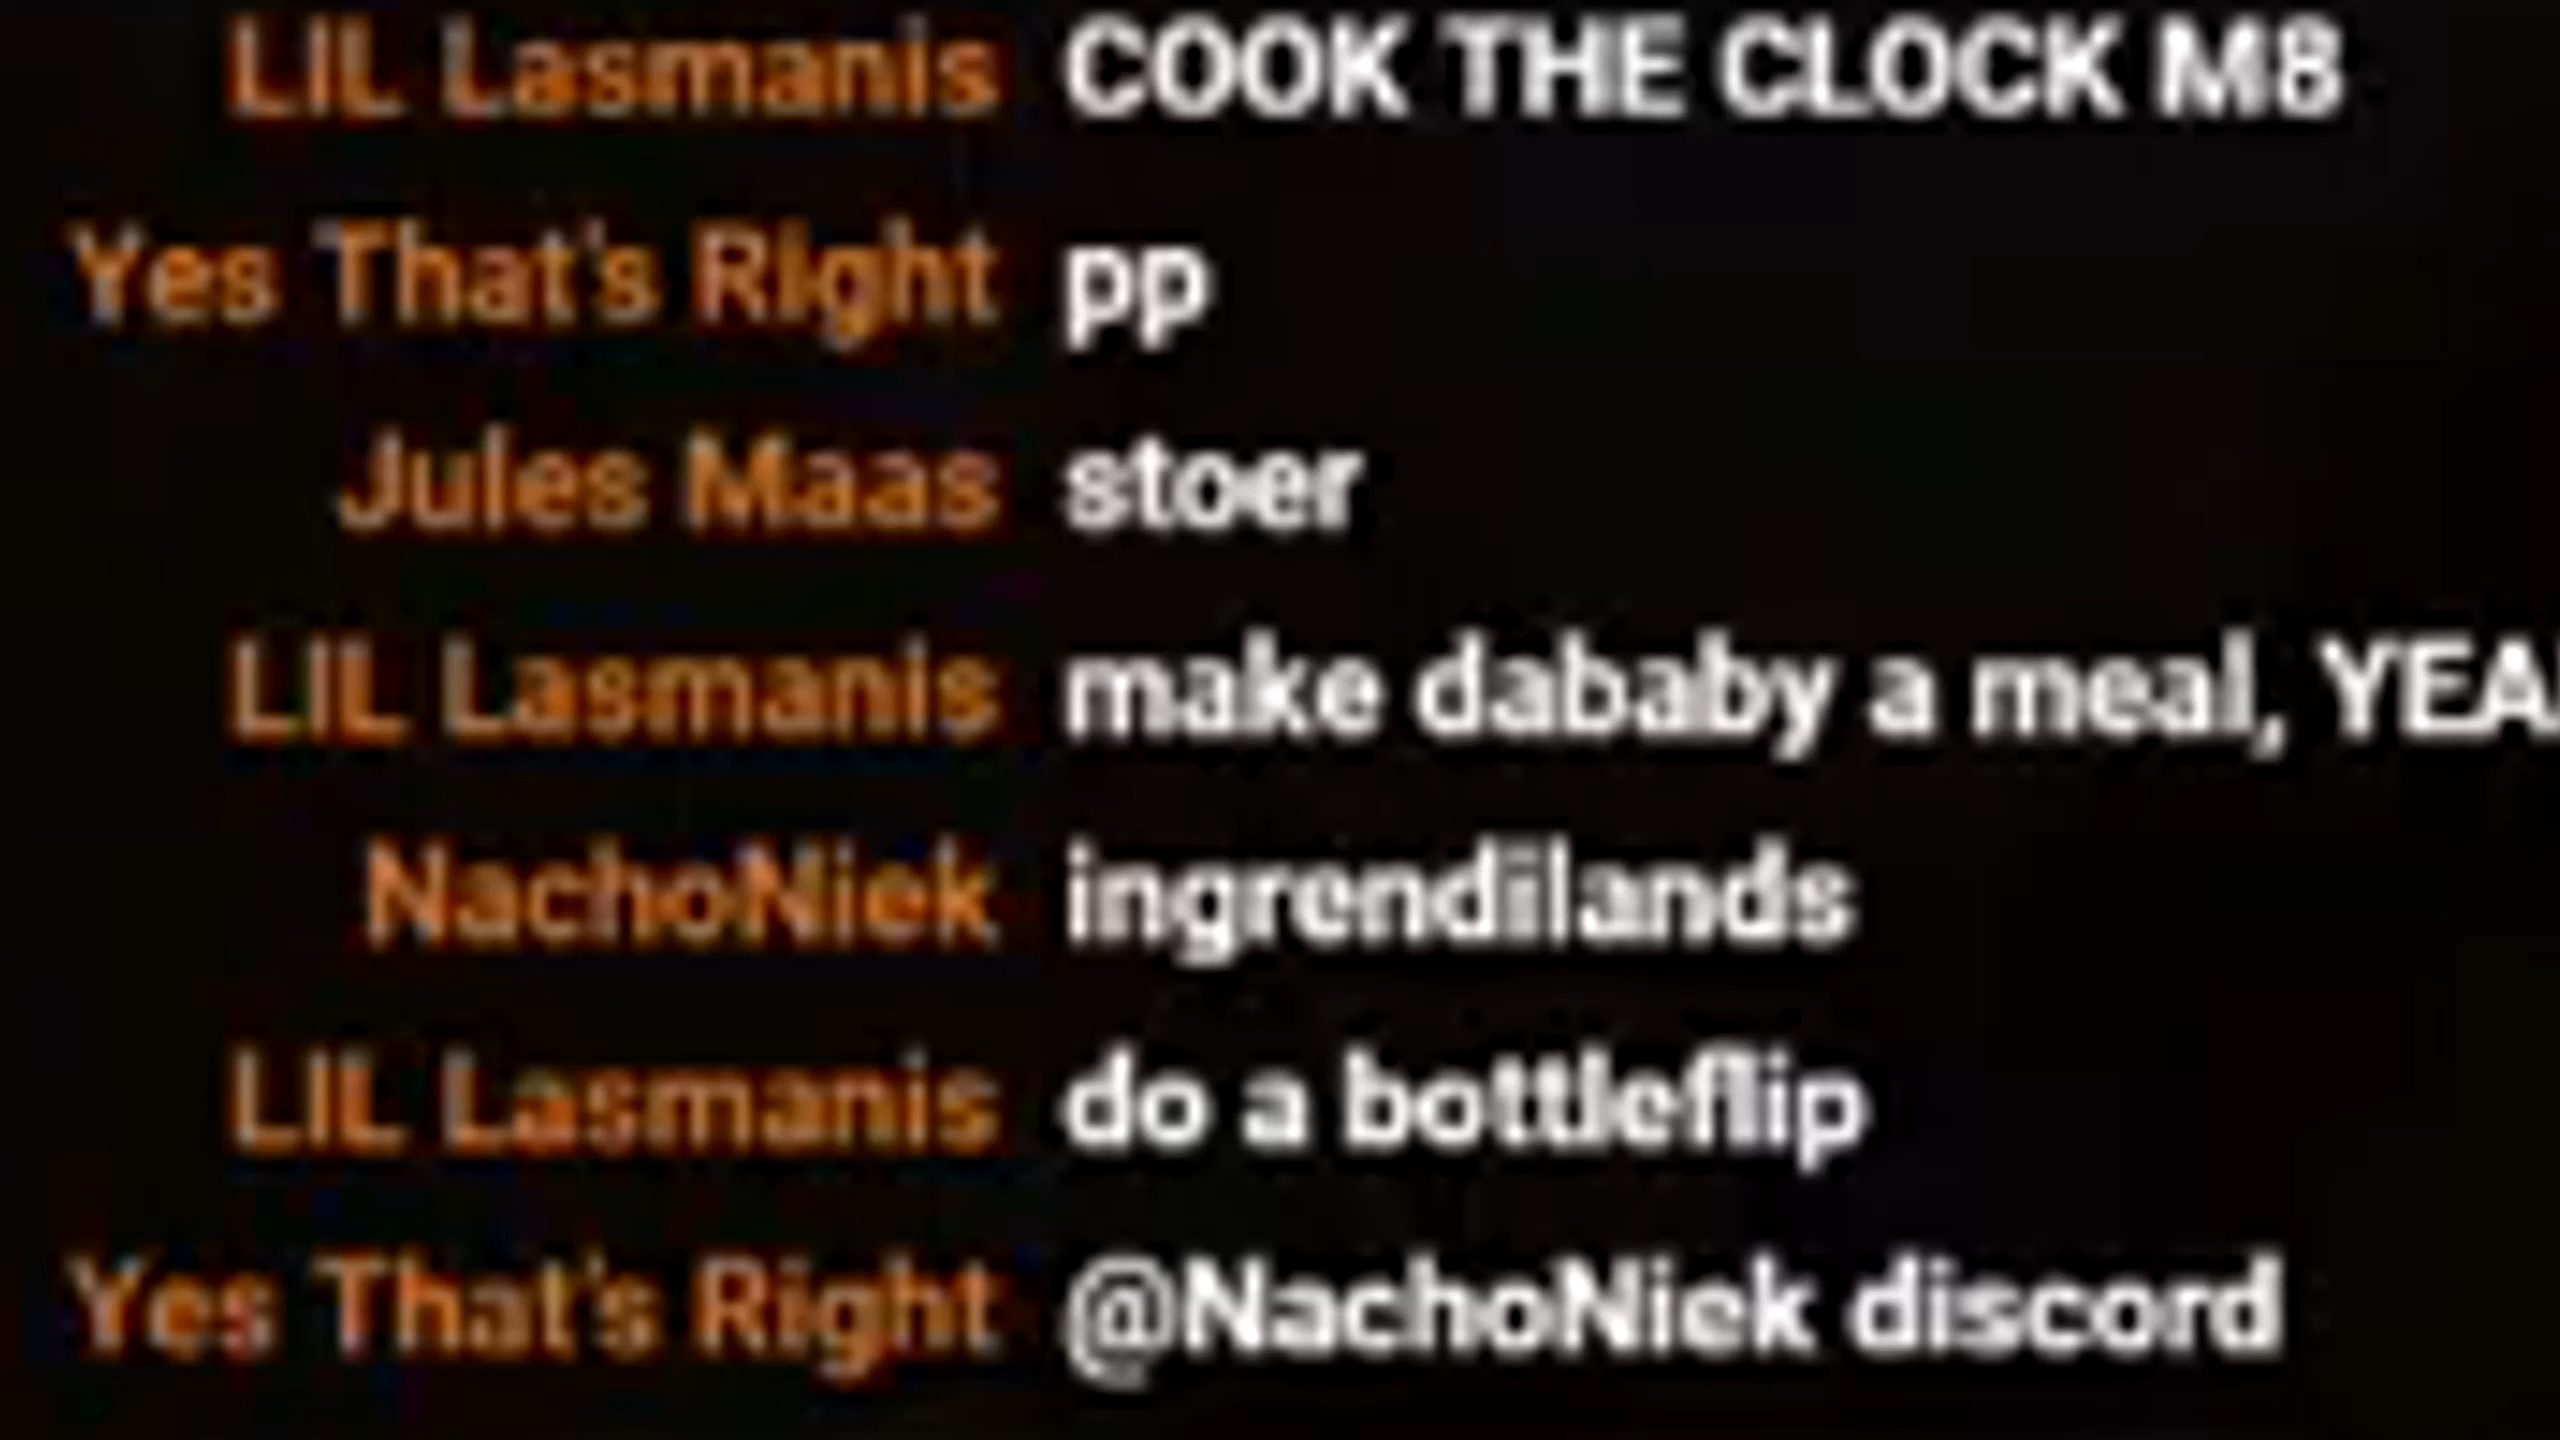 LIL Lasmanis COOK THE CLOCK M8
Yes That's Right pp
Jules Maas stoer
LIL Lasmanis make dababy a meal, YEA
NachoNiek ingrendilands
LIL Lasmanis do a bottleflip
Yes That's Right @NachoNiek discord